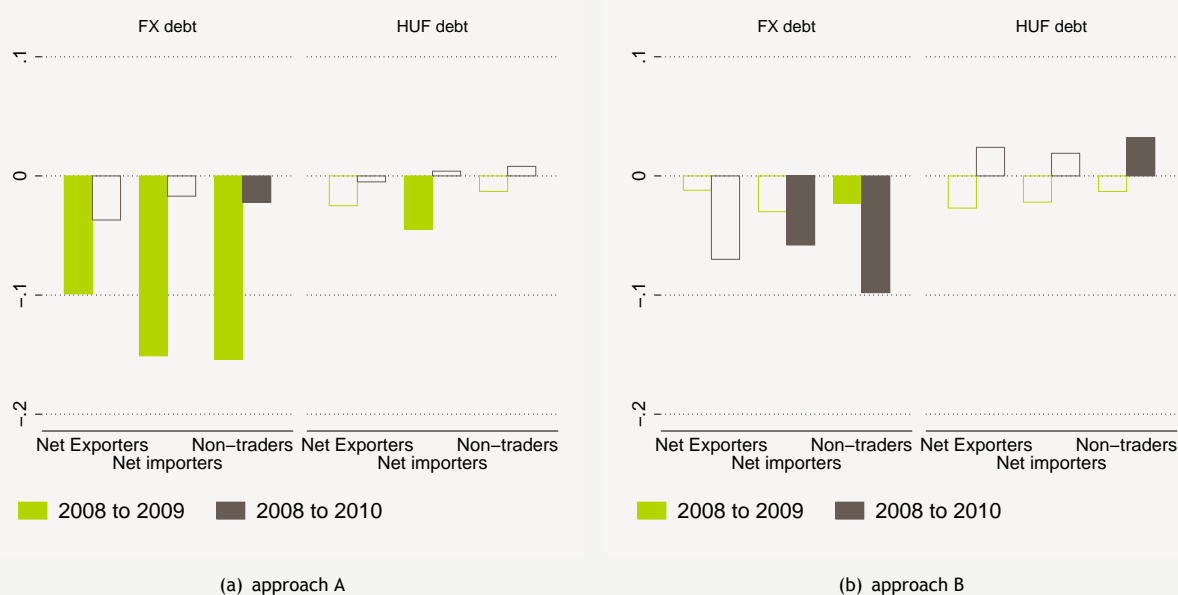 FX debt HUF debt
.1
0
−.1
−.2
Net Exporters Non−traders Net Exporters Non−traders
Net importers Net importers
2008 to 2009 2008 to 2010
(a) approach A
FX debt HUF debt
.1
0
−.1
−.2
Net Exporters Non−traders Net Exporters Non−traders
Net importers Net importers
2008 to 2009 2008 to 2010
(b) approach B